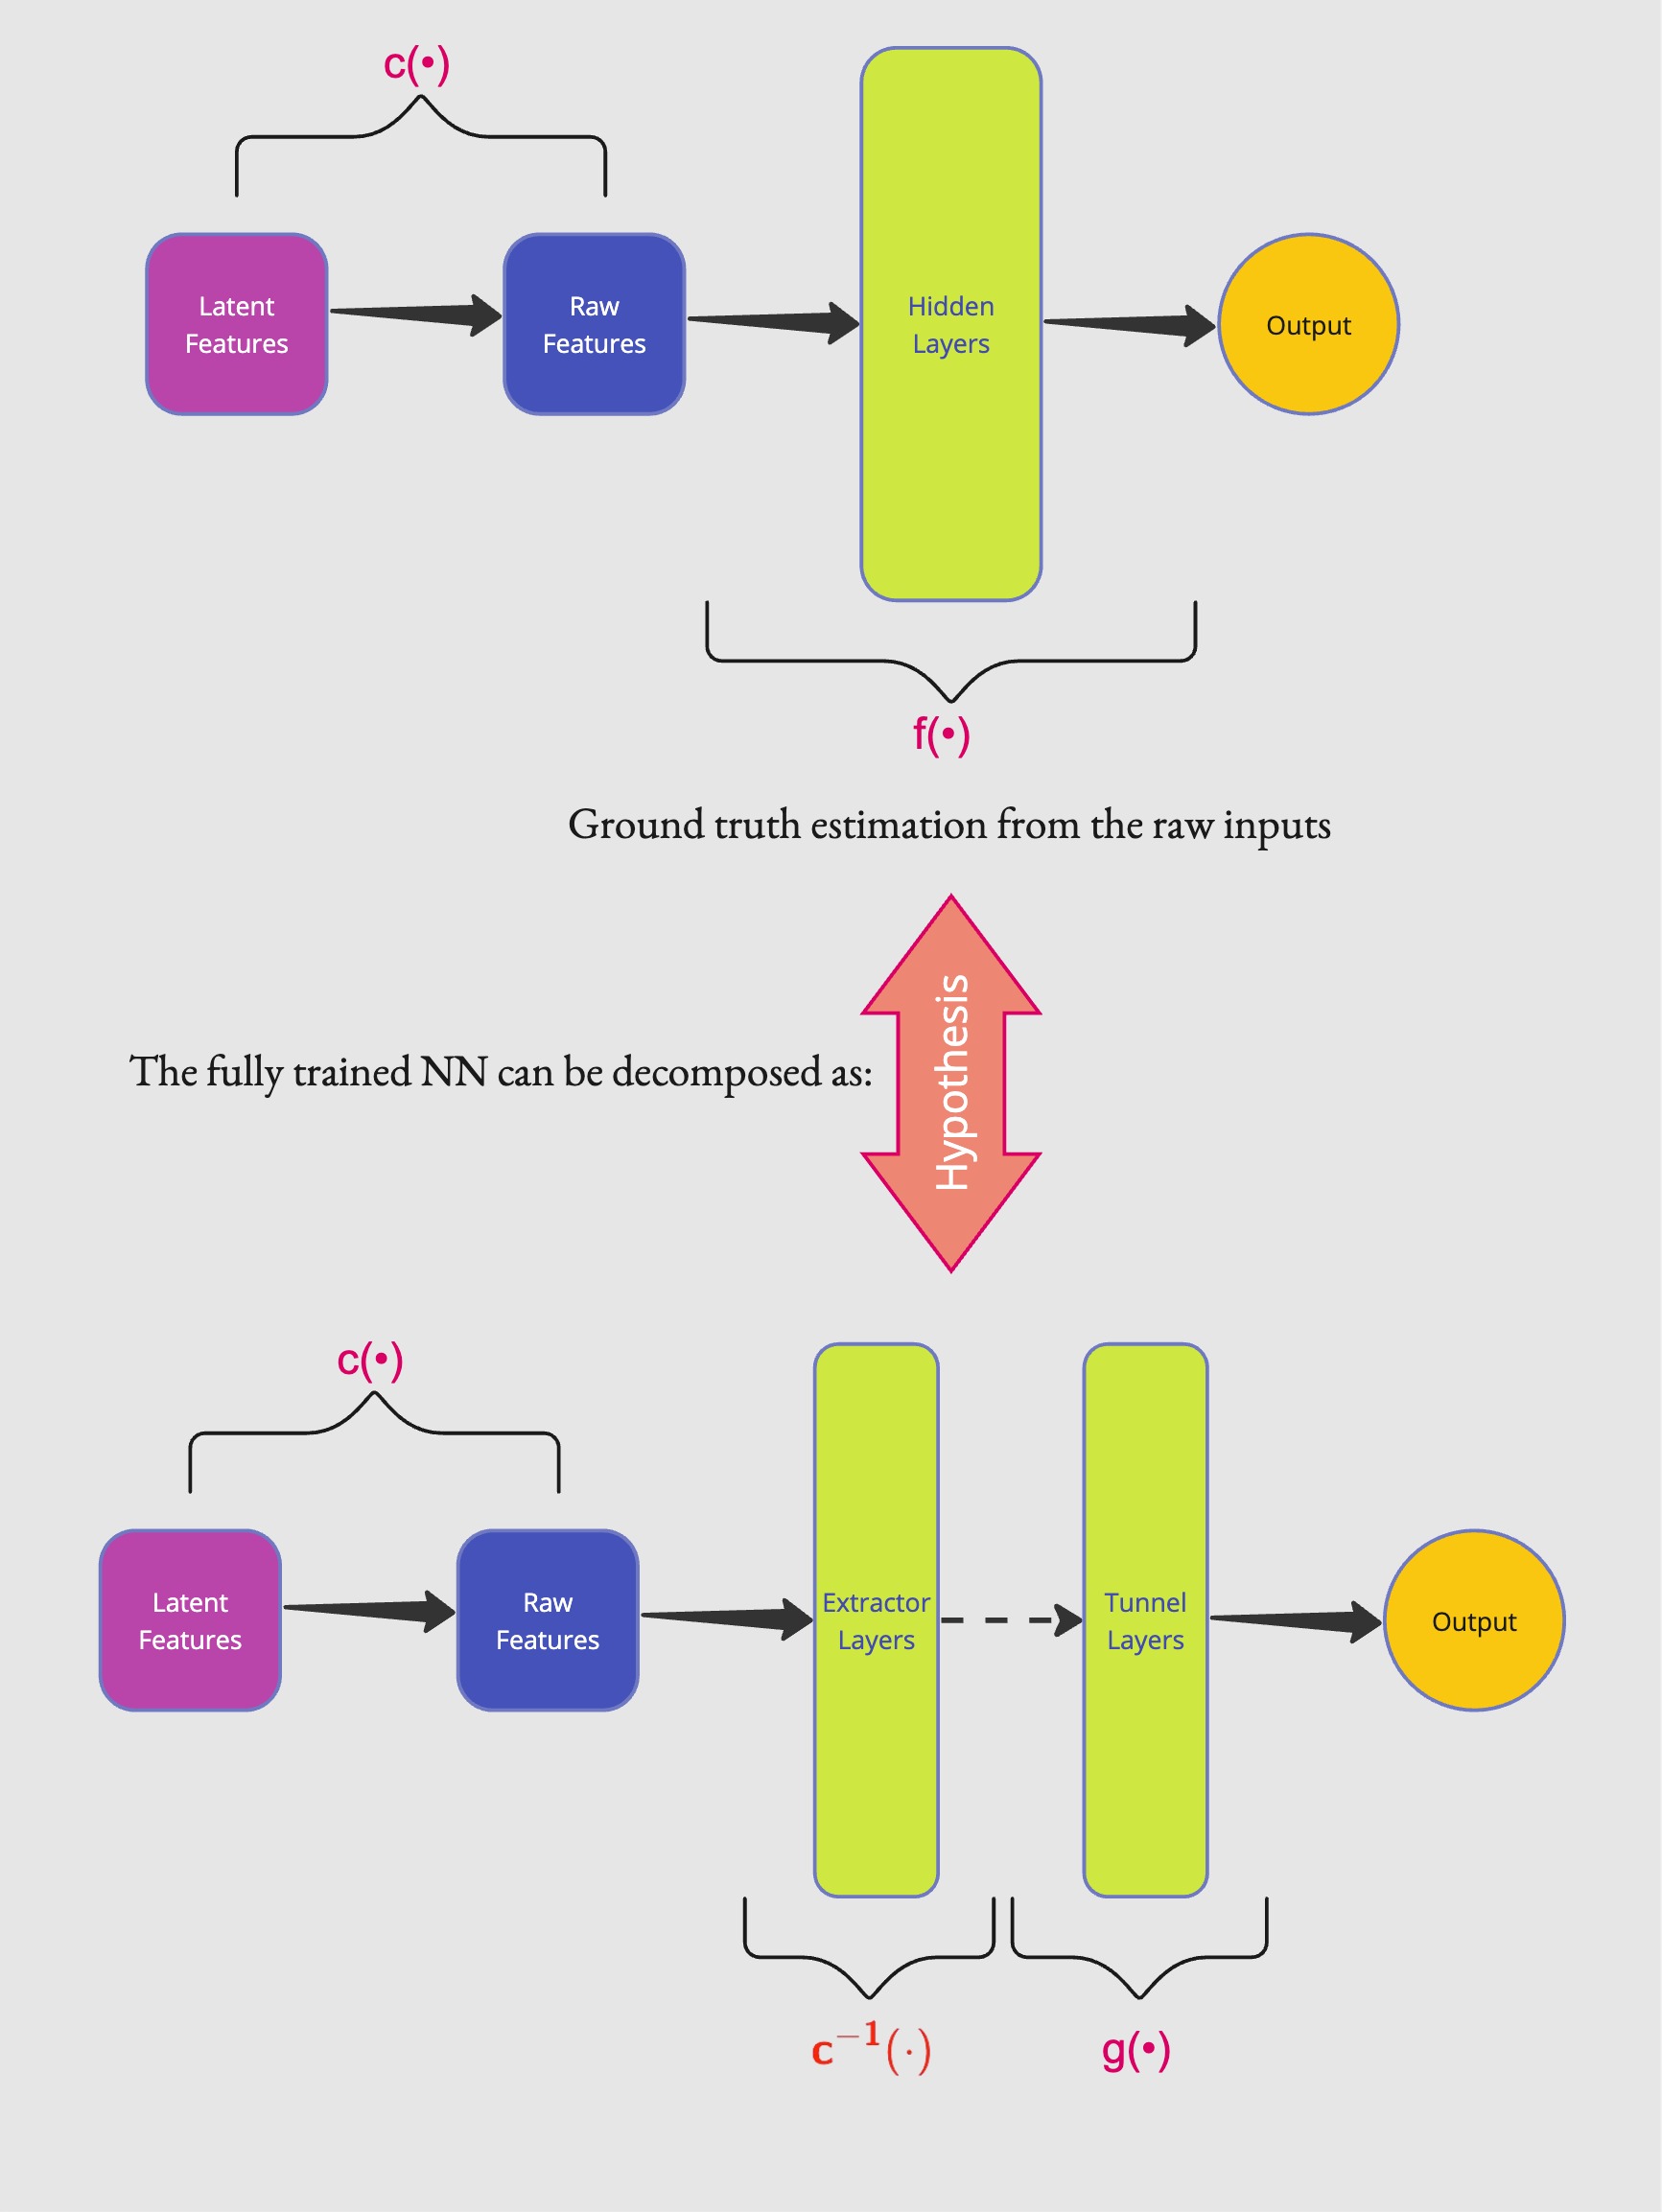 c(•)
Latent
Features
Raw
Features
Hidden
Layers
Output
f(•)
Ground truth estimation from the raw inputs
The fully trained NN can be decomposed as:
Hypothesis
c(•)
Latent
Features
Raw
Features
Extractor
Layers
Tunnel
Layers
Output
c⁻¹(·)
g(•)